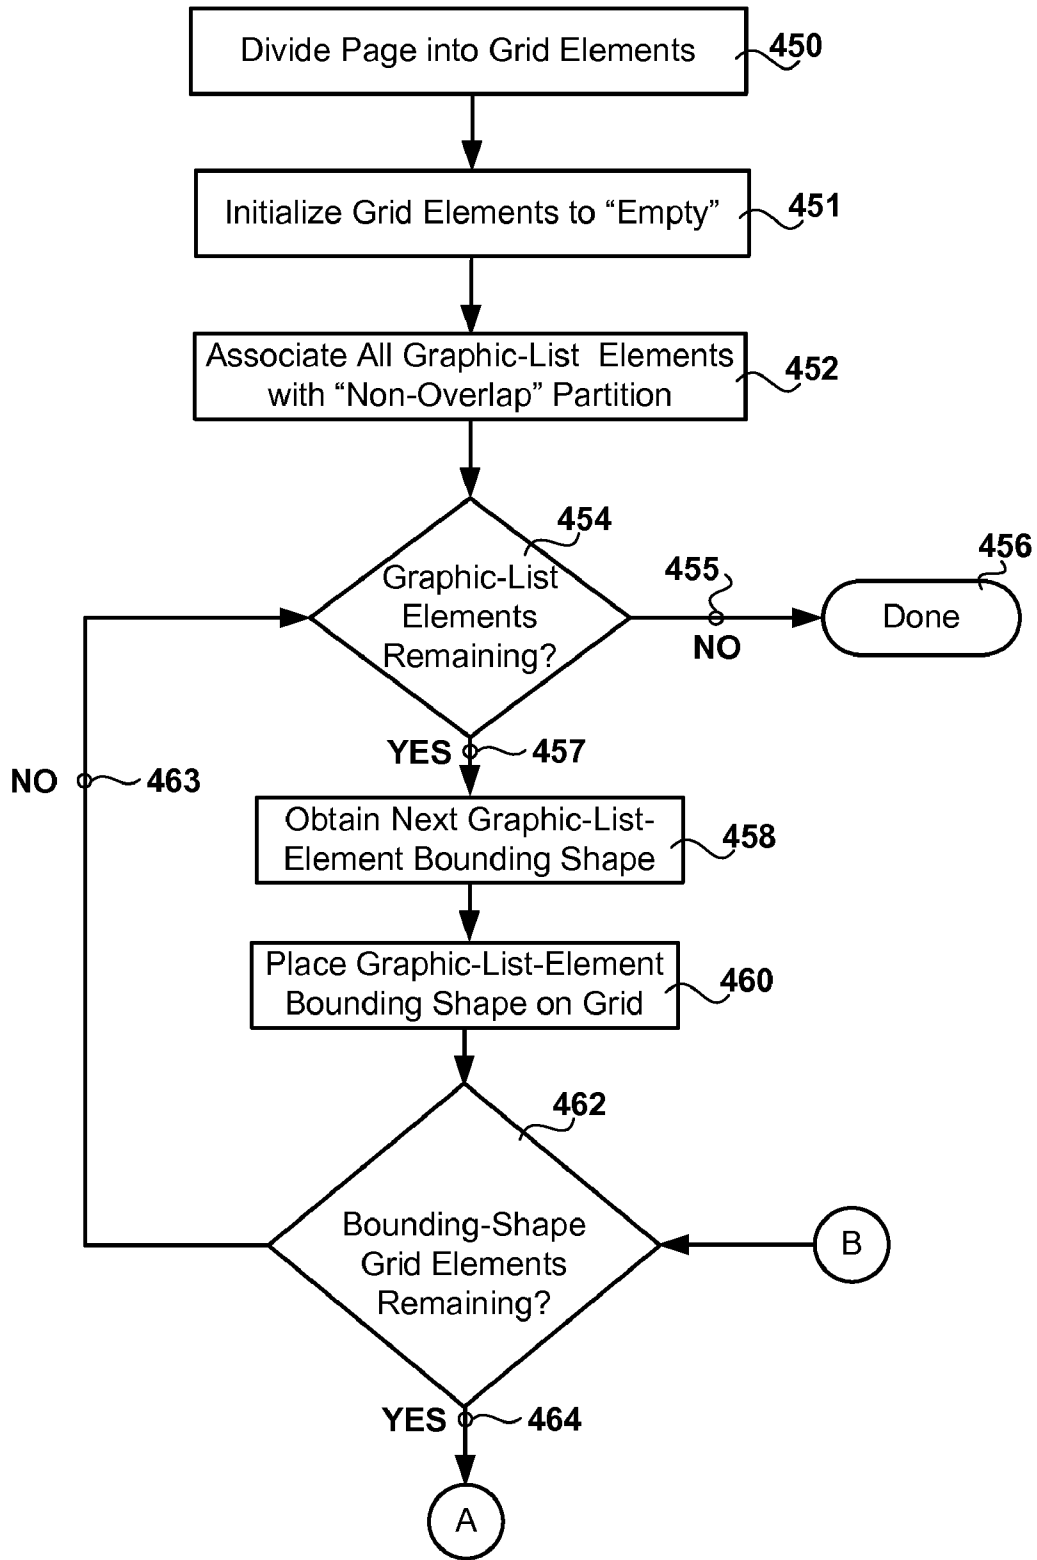 Divide Page into Grid Elements
450
Initialize Grid Elements to “Empty”
451
Associate All Graphic-List Elements
with “Non-Overlap” Partition
452
454
Graphic-List
Elements
Remaining?
455
NO
456
Done
YES
457
NO
463
Obtain Next Graphic-List-
Element Bounding Shape
458
Place Graphic-List-Element
Bounding Shape on Grid
460
462
Bounding-Shape
Grid Elements
Remaining?
B
YES
464
A